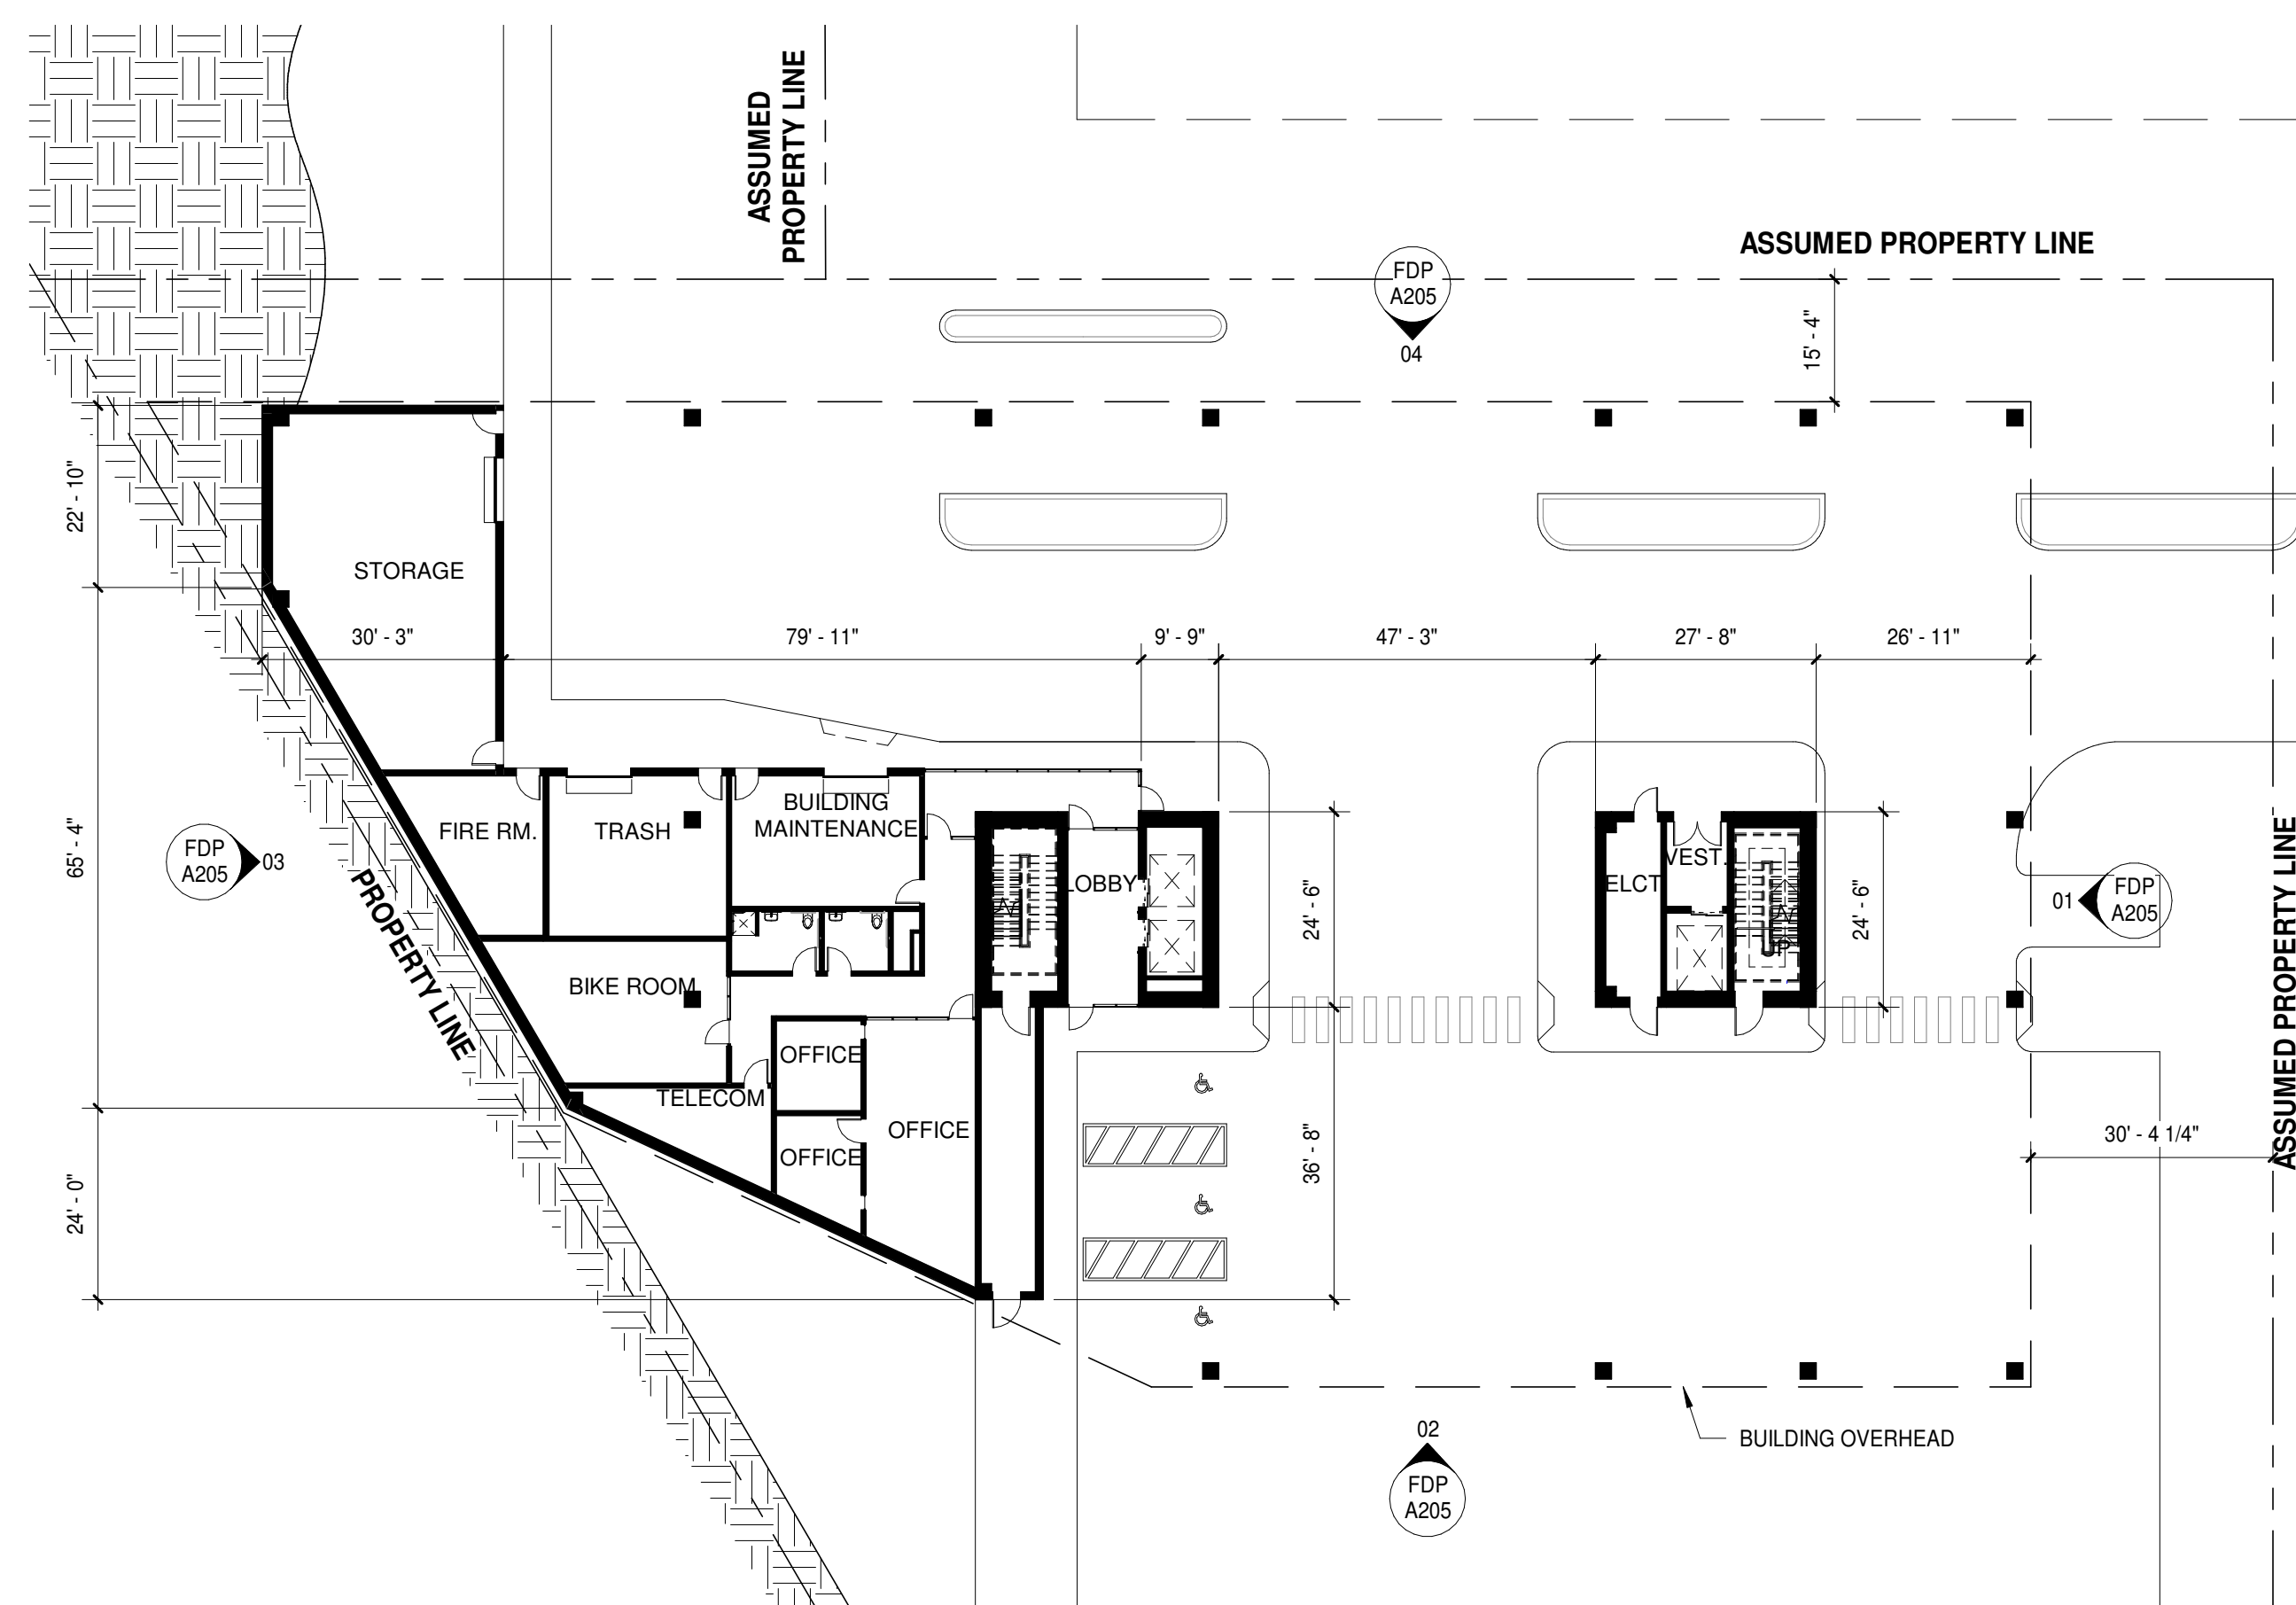 ASSUMED
PROPERTY LINE
ASSUMED PROPERTY LINE
FDP
A205
04
15' - 4"
22' - 10"
STORAGE
30' - 3"
79' - 11"
9' - 9"
47' - 3"
27' - 8"
26' - 11"
65' - 4"
FDP
A205
03
PROPERTY LINE
FIRE RM.
TRASH
BUILDING
MAINTENANCE
LOBBY
24' - 6"
ELCT
VEST.
UP
24' - 6"
01
FDP
A205
ASSUMED PROPERTY LINE
BIKE ROOM
OFFICE
TELECOM
OFFICE
OFFICE
36' - 8"
30' - 4 1/4"
24' - 0"
02
FDP
A205
BUILDING OVERHEAD